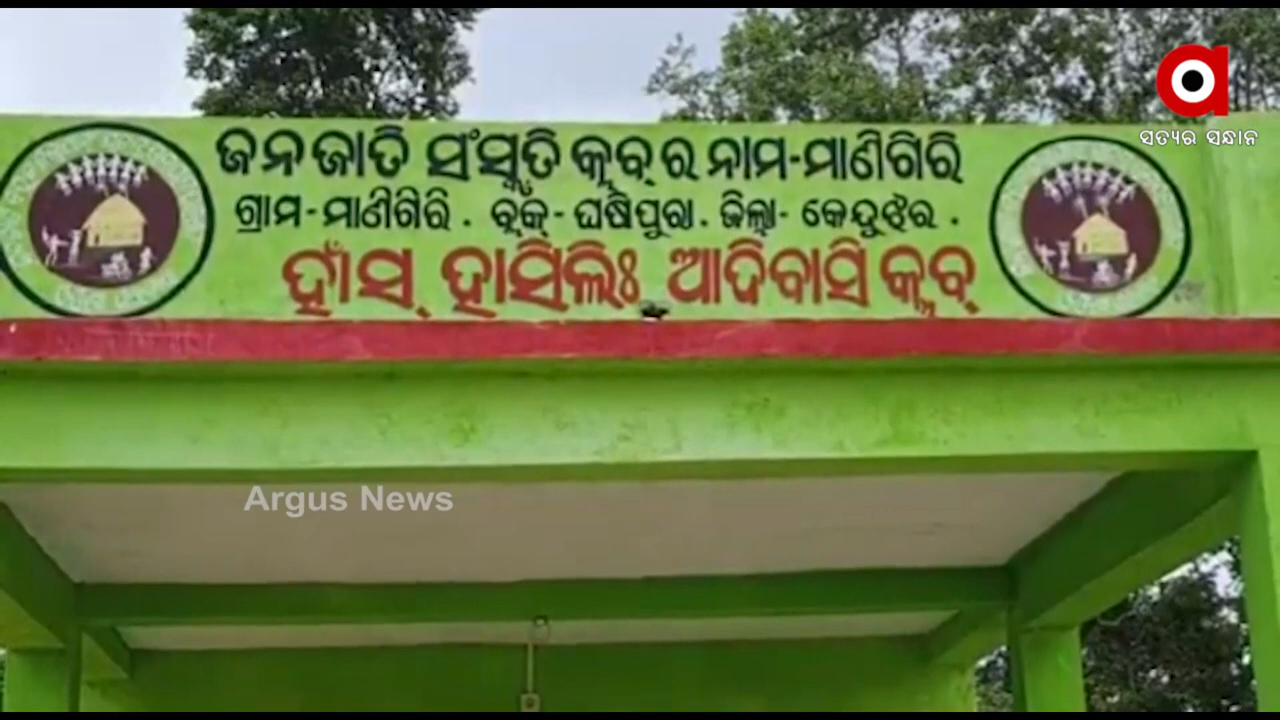 ସତ୍ୟର ସନ୍ଧାନ
ଜନଜାତି ସଂସ୍କୃତି କ୍ଲବ୍ ର ନାମ-ମାଣିଗିରି
ଗ୍ରାମ-ମାଣିଗିରି. ବ୍ଲକ୍-ଘଷିପୁରା. ଜିଲ୍ଲା-କେନ୍ଦୁଝର.
ହାଁସ୍ ହାସିଲିଃ ଆଦିବାସି କ୍ଲବ୍
Argus News